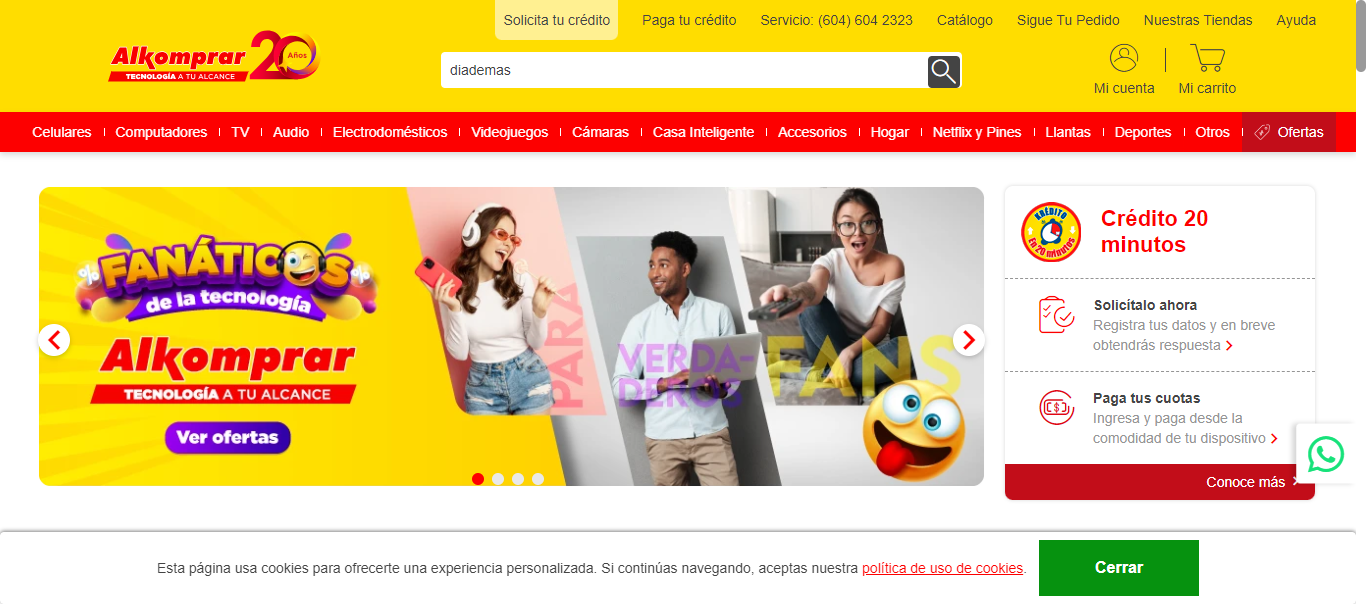 Solicita tu crédito
Paga tu crédito
Servicio: (604) 604 2323
Catálogo
Sigue Tu Pedido
Nuestras Tiendas
Ayuda
Alkomprar 20 Años
TECNOLOGÍA A TU ALCANCE
diademas
Mi cuenta
Mi carrito
Celulares
Computadores
TV
Audio
Electrodomésticos
Videojuegos
Cámaras
Casa Inteligente
Accesorios
Hogar
Netflix y Pines
Llantas
Deportes
Otros
Ofertas
% FANÁTICOS %
de la tecnología
Alkomprar
TECNOLOGÍA A TU ALCANCE
Ver ofertas
PARA
VERDA-
DEROS
FANS
KRÉDITO
En 20 minutos
Crédito 20
minutos
Solicítalo ahora
Registra tus datos y en breve
obtendrás respuesta
Paga tus cuotas
Ingresa y paga desde la
comodidad de tu dispositivo
Conoce más
Esta página usa cookies para ofrecerte una experiencia personalizada. Si continúas navegando, aceptas nuestra política de uso de cookies.
Cerrar